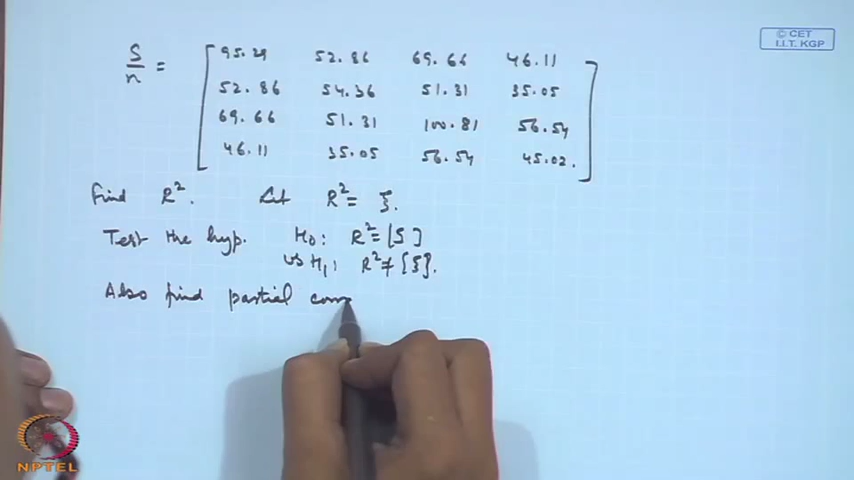 © CET
I.I.T. KGP
S/n = [ 95.29 52.86 69.66 46.11
52.86 54.36 51.31 35.05
69.66 51.31 100.81 56.54
46.11 35.05 56.54 45.02. ]
Find R². Let R² = ξ.
Test the hyp. H₀: R² = [ξ]
vs H₁: R² ≠ {ξ}.
Also find partial corr
NPTEL